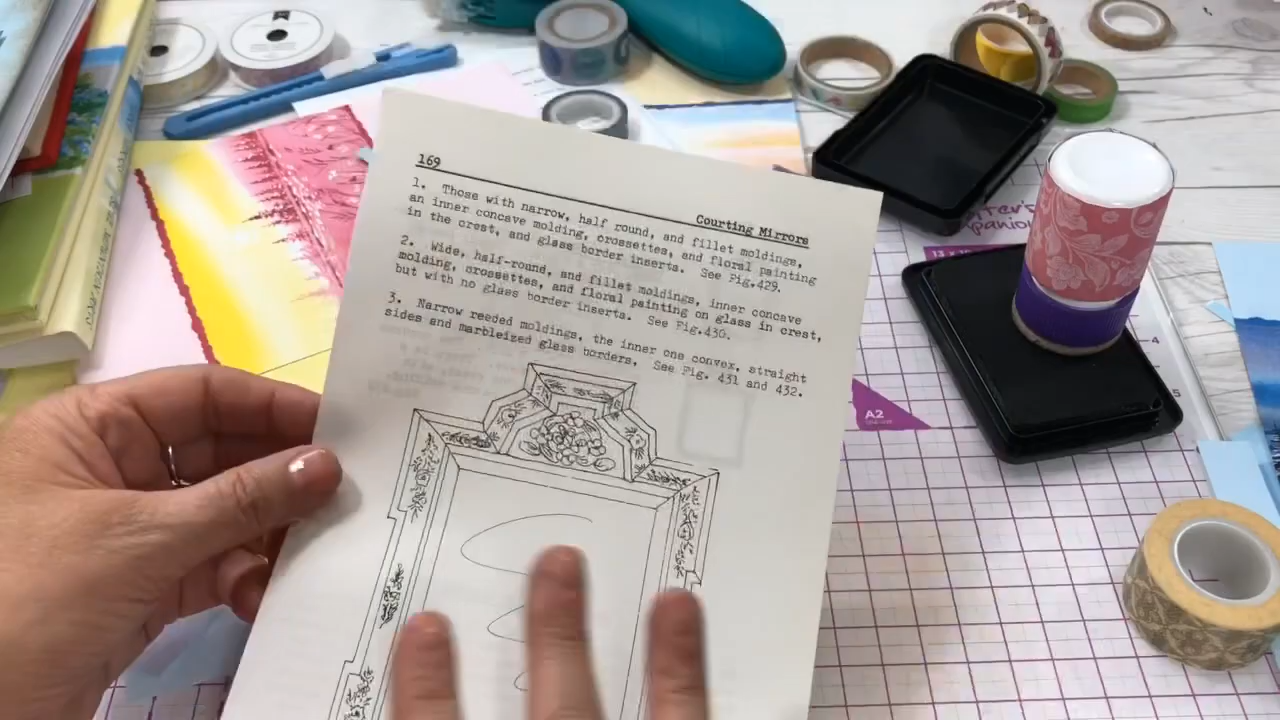 169
Courting Mirrors
1. Those with narrow, half round, and fillet moldings,
an inner concave molding, crossettes, and floral painting
in the crest, and glass border inserts. See Fig.429.
2. Wide, half-round, and fillet moldings, inner concave
molding, crossettes, and floral painting on glass in crest,
but with no glass border inserts. See Fig.430.
3. Narrow reeded moldings, the inner one convex, straight
sides and marbleized glass borders. See Fig. 431 and 432.
A2
4
5